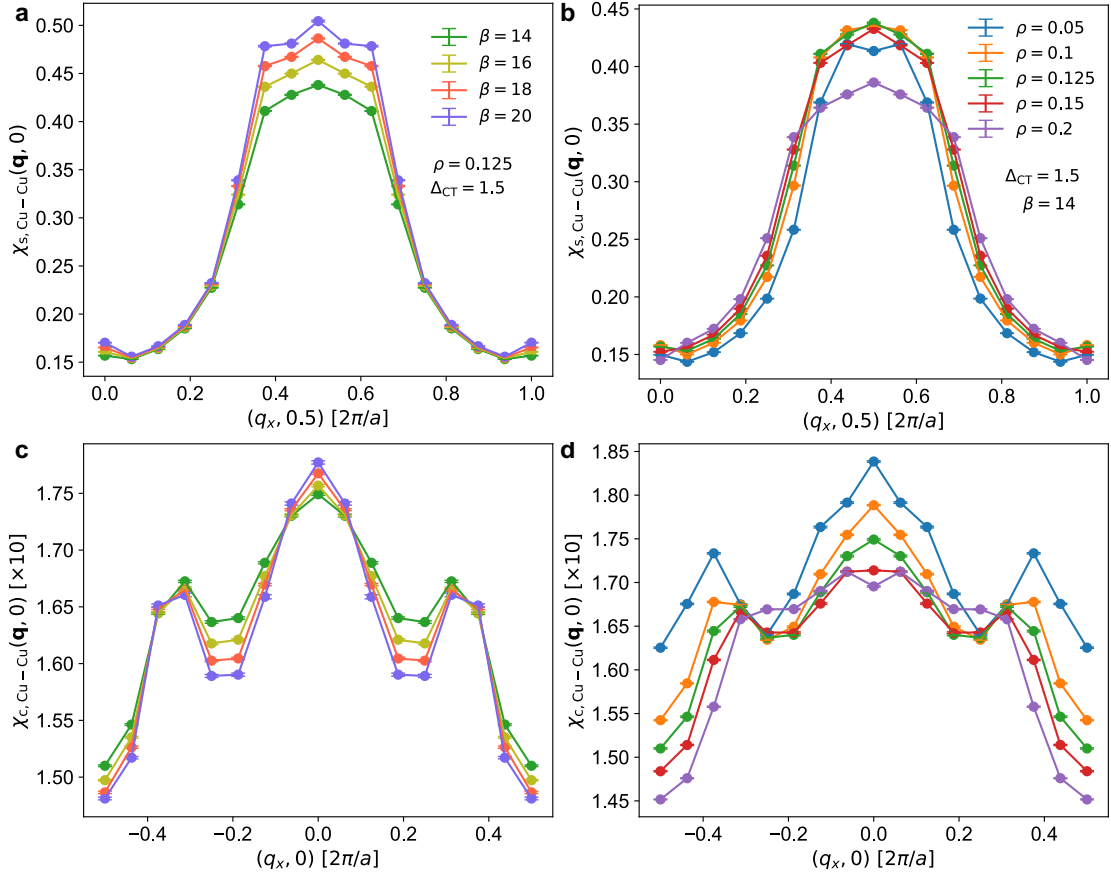 a
0.50
0.45
0.40
0.35
0.30
0.25
0.20
0.15
χs,Cu−Cu(q, 0)
β = 14
β = 16
β = 18
β = 20
ρ = 0.125
ΔCT = 1.5
0.0
0.2
0.4
0.6
0.8
1.0
(qx, 0.5) [2π/a]
b
0.45
0.40
0.35
0.30
0.25
0.20
0.15
χs,Cu−Cu(q, 0)
ρ = 0.05
ρ = 0.1
ρ = 0.125
ρ = 0.15
ρ = 0.2
ΔCT = 1.5
β = 14
0.0
0.2
0.4
0.6
0.8
1.0
(qx, 0.5) [2π/a]
c
1.75
1.70
1.65
1.60
1.55
1.50
χc,Cu−Cu(q, 0)) [×10]
−0.4
−0.2
0.0
0.2
0.4
(qx, 0) [2π/a]
d
1.85
1.80
1.75
1.70
1.65
1.60
1.55
1.50
1.45
χc,Cu−Cu(q, 0)) [×10]
−0.4
−0.2
0.0
0.2
0.4
(qx, 0) [2π/a]